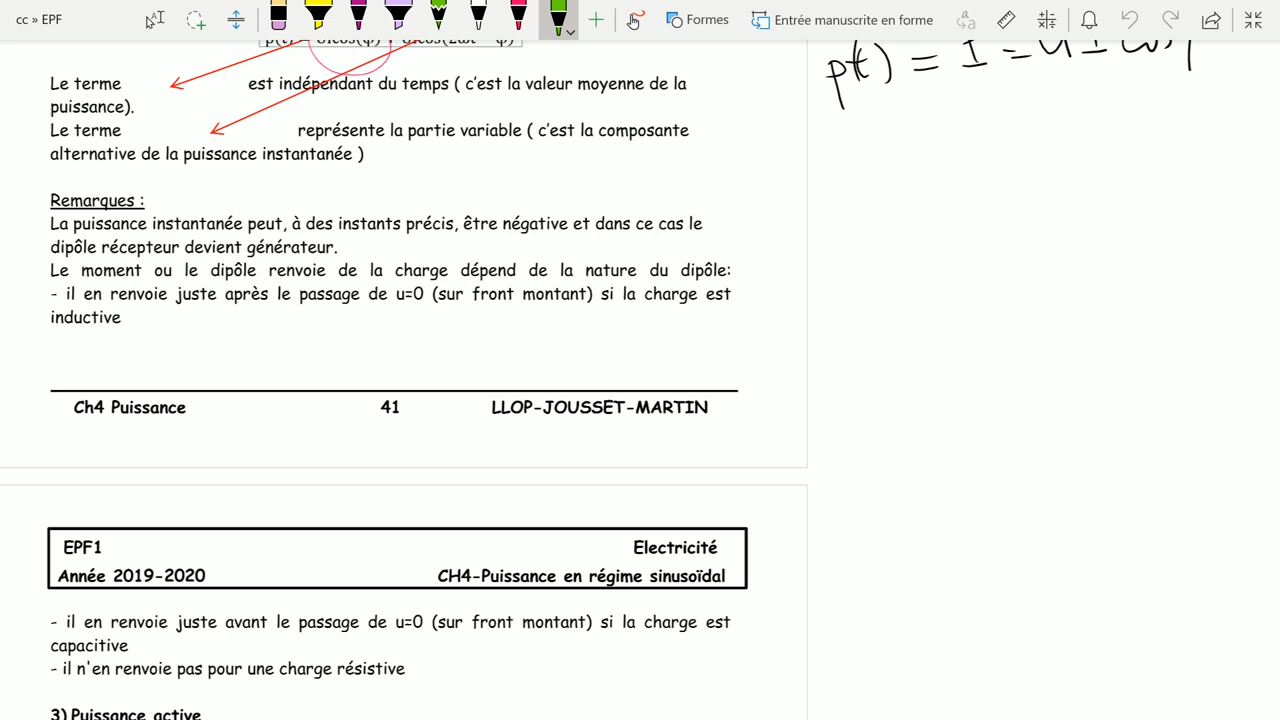 cc » EPF
Formes
Entrée manuscrite en forme
Le terme est indépendant du temps ( c'est la valeur moyenne de la
puissance).
Le terme représente la partie variable ( c'est la composante
alternative de la puissance instantanée )
Remarques :
La puissance instantanée peut, à des instants précis, être négative et dans ce cas le
dipôle récepteur devient générateur.
Le moment ou le dipôle renvoie de la charge dépend de la nature du dipôle:
- il en renvoie juste après le passage de u=0 (sur front montant) si la charge est
inductive
Ch4 Puissance 41 LLOP-JOUSSET-MARTIN
EPF1 Electricité
Année 2019-2020 CH4-Puissance en régime sinusoïdal
- il en renvoie juste avant le passage de u=0 (sur front montant) si la charge est
capacitive
- il n'en renvoie pas pour une charge résistive
3) Puissance active